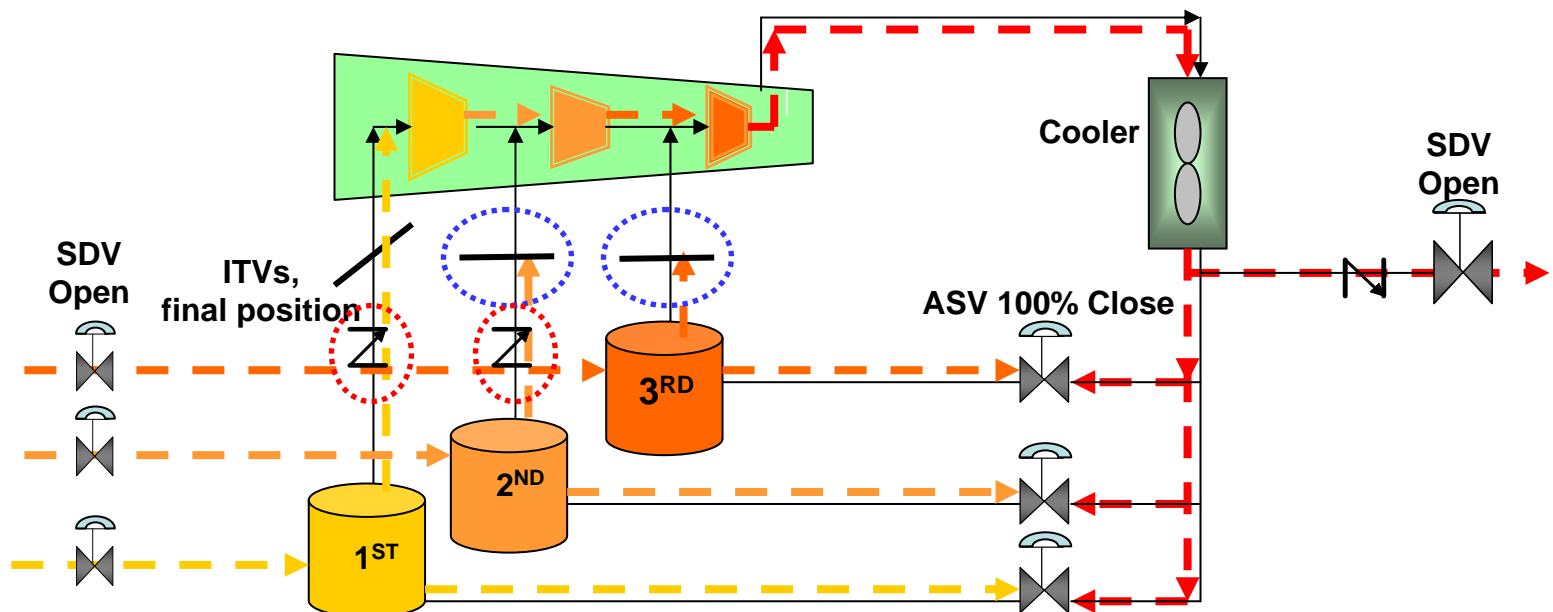 Cooler
SDV
Open
SDV
Open
ITVs,
final position
ASV 100% Close
3RD
2ND
1ST